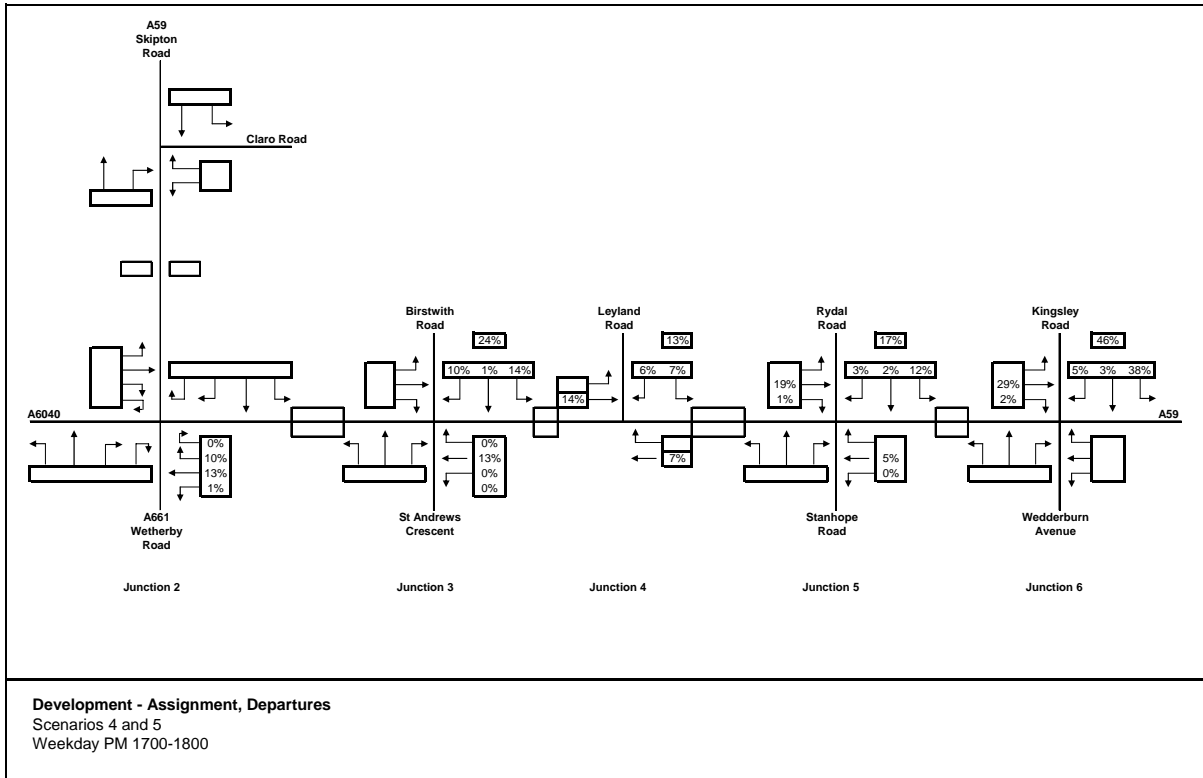 A59
Skipton
Road
Claro Road
Birstwith
Road
Leyland
Road
Rydal
Road
Kingsley
Road
24%
13%
17%
46%
10% 1% 14%
6% 7%
3% 2% 12%
5% 3% 38%
14%
19%
1%
29%
2%
A6040
A59
0%
10%
13%
1%
0%
13%
0%
0%
7%
5%
0%
A661
Wetherby
Road
St Andrews
Crescent
Stanhope
Road
Wedderburn
Avenue
Junction 2
Junction 3
Junction 4
Junction 5
Junction 6
Development - Assignment, Departures
Scenarios 4 and 5
Weekday PM 1700-1800